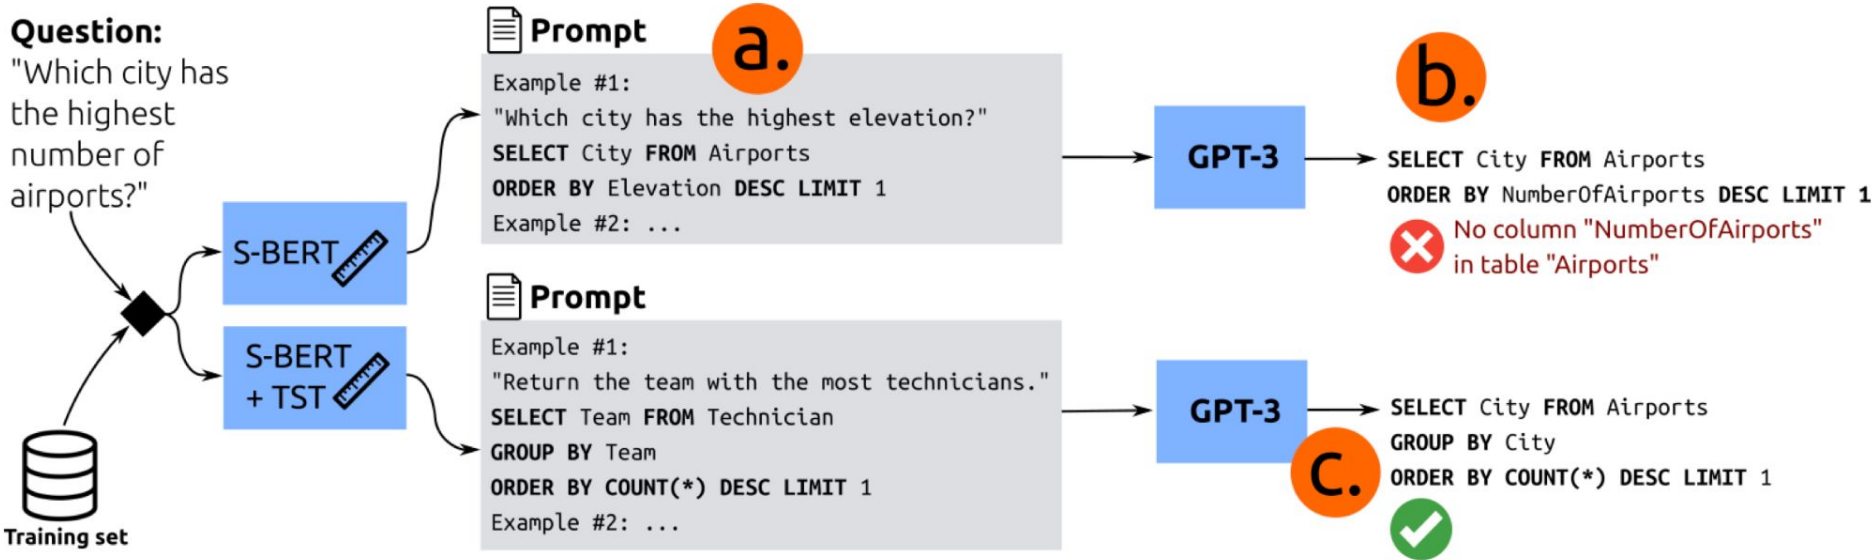 Question:
"Which city has
the highest
number of
airports?"
Training set
S-BERT
S-BERT
+ TST
Prompt
a.
Example #1:
"Which city has the highest elevation?"
SELECT City FROM Airports
ORDER BY Elevation DESC LIMIT 1
Example #2: ...
GPT-3
b.
SELECT City FROM Airports
ORDER BY NumberOfAirports DESC LIMIT 1
No column "NumberOfAirports"
in table "Airports"
Prompt
Example #1:
"Return the team with the most technicians."
SELECT Team FROM Technician
GROUP BY Team
ORDER BY COUNT(*) DESC LIMIT 1
Example #2: ...
GPT-3
c.
SELECT City FROM Airports
GROUP BY City
ORDER BY COUNT(*) DESC LIMIT 1